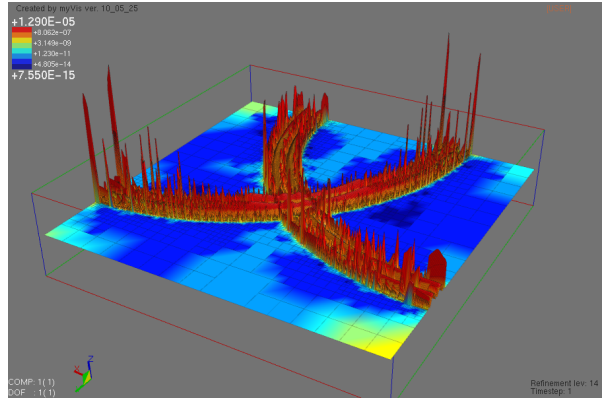 Created by myVis ver. 10_05_25
+1.290E-05
+8.062e-07
+3.149e-09
+1.230e-11
+4.805e-14
+7.550E-15
X
Z
COMP: 1( 1)
DOF : 1( 1)
Refinement lev: 14
Timestep: 1